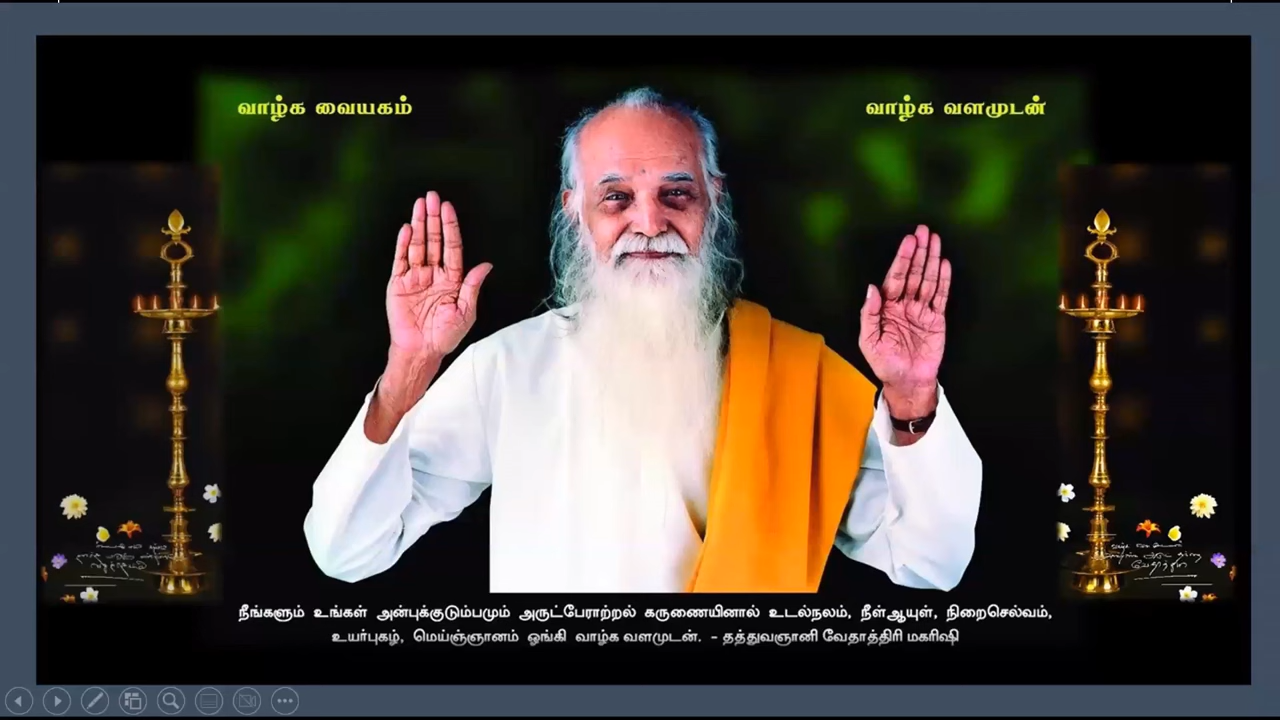 வாழ்க வையகம்
வாழ்க வளமுடன்
நீங்களும் உங்கள் அன்புக்குடும்பமும் அருட்பேராற்றல் கருணையினால் உடல்நலம், நீள்ஆயுள், நிறைசெல்வம்,
உயர்புகழ், மெய்ஞ்ஞானம் ஓங்கி வாழ்க வளமுடன். - தத்துவஞானி வேதாத்திரி மகரிஷி